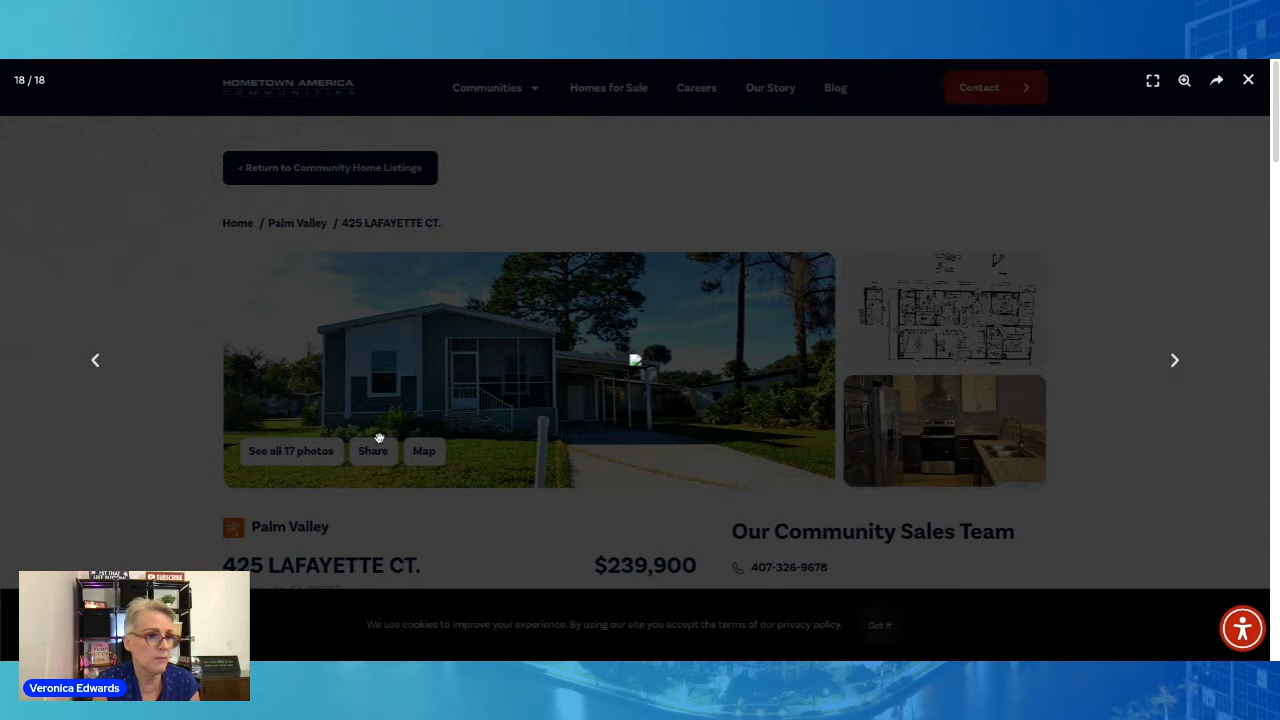 18 / 18
HOMETOWN AMERICA
COMMUNITIES
Communities
Homes for Sale
Careers
Our Story
Blog
Contact
< Return to Community Home Listings
Home / Palm Valley / 425 LAFAYETTE CT.
See all 17 photos
Share
Map
Palm Valley
Our Community Sales Team
425 LAFAYETTE CT.
$239,900
407-326-9678
We use cookies to improve your experience. By using our site you accept the terms of our privacy policy.
Got it
SUBSCRIBE
Veronica Edwards